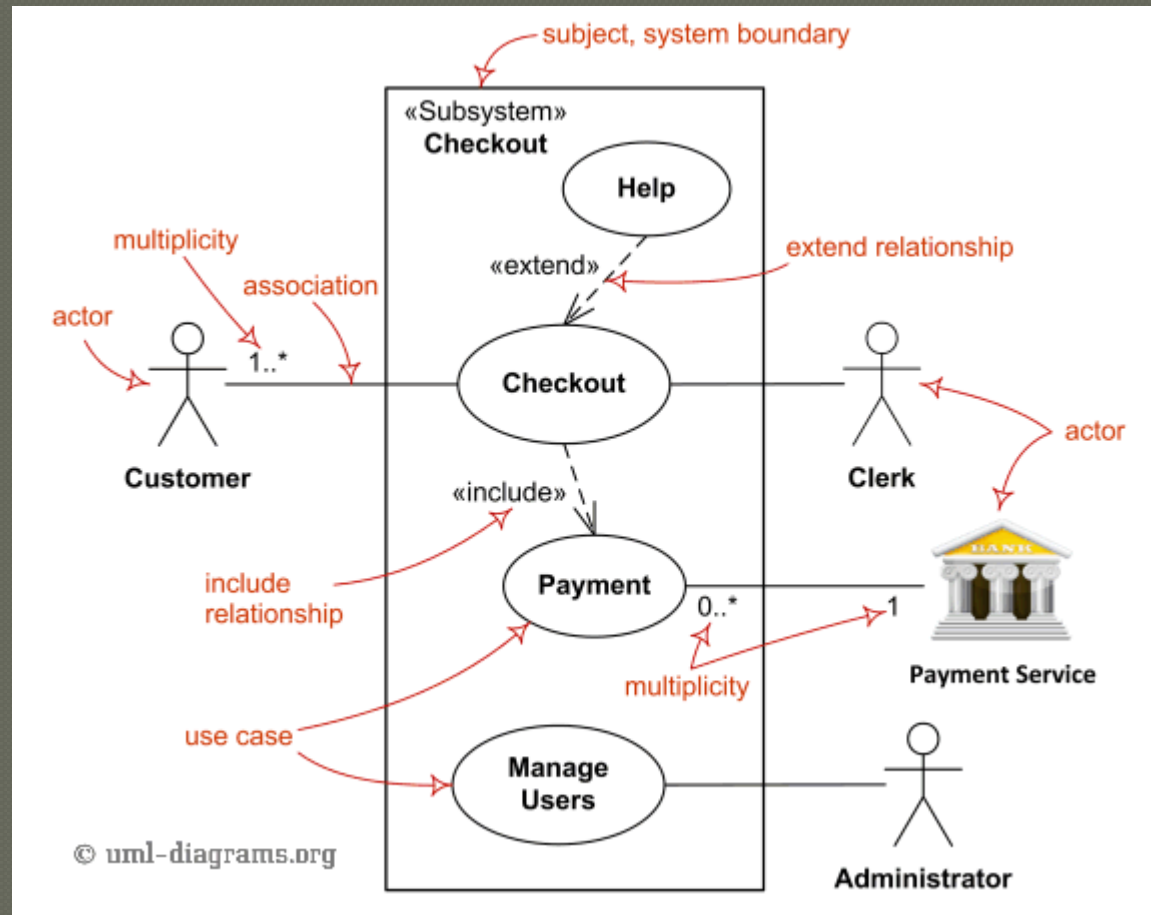 subject, system boundary
«Subsystem»
Checkout
Help
multiplicity
«extend»
extend relationship
association
actor
1..*
Checkout
actor
Customer
Clerk
«include»
BANK
include
relationship
Payment
0..*
1
Payment Service
multiplicity
use case
Manage
Users
© uml-diagrams.org
Administrator